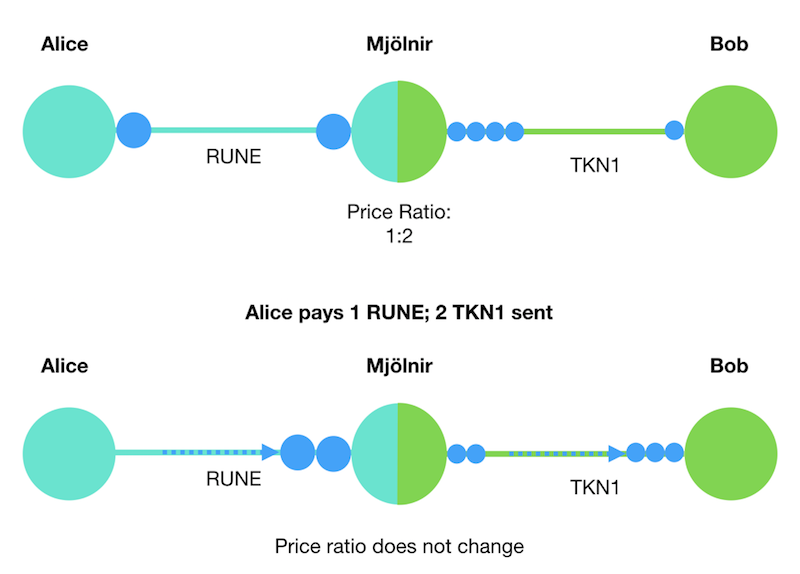 Alice
Mjölnir
Bob
RUNE
TKN1
Price Ratio:
1:2
Alice pays 1 RUNE; 2 TKN1 sent
Alice
Mjölnir
Bob
RUNE
TKN1
Price ratio does not change